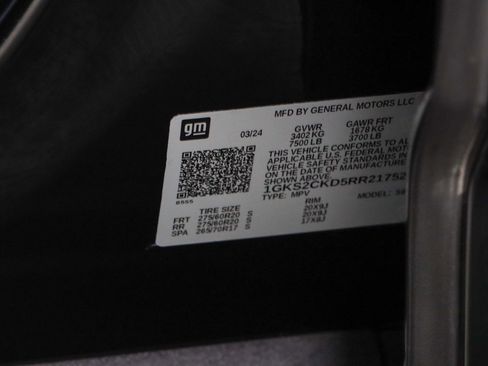 MFD BY GENERAL MOTORS LLC
gm
03/24
GVWR GAWR FRT
3402 KG 1678 KG
7500 LB 3700 LB
THIS VEHICLE CONFORMS TO AL
APPLICABLE U.S. FEDERAL MOT
VEHICLE SAFETY STANDARDS IN
ON THE DATE OF MANUFACTURE
SHOWN ABOVE.
1GKS2CKD5RR21752
TYPE: MPV MODEL:
TIRE SIZE RIM
FRT 275/60R20 S 20X9J
RR 275/60R20 S 20X9J
SPA 265/70R17 S 17X8J